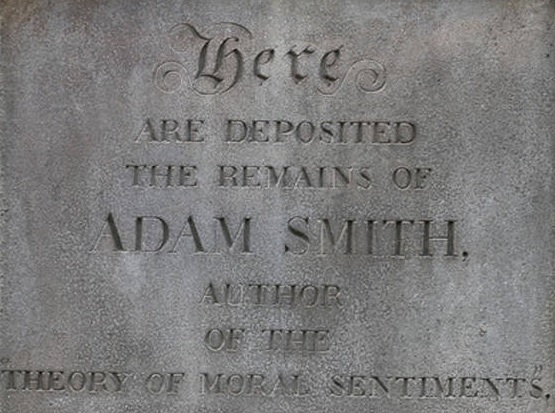 Here
ARE DEPOSITED
THE REMAINS OF
ADAM SMITH,
AUTHOR
OF THE
"THEORY OF MORAL SENTIMENTS",